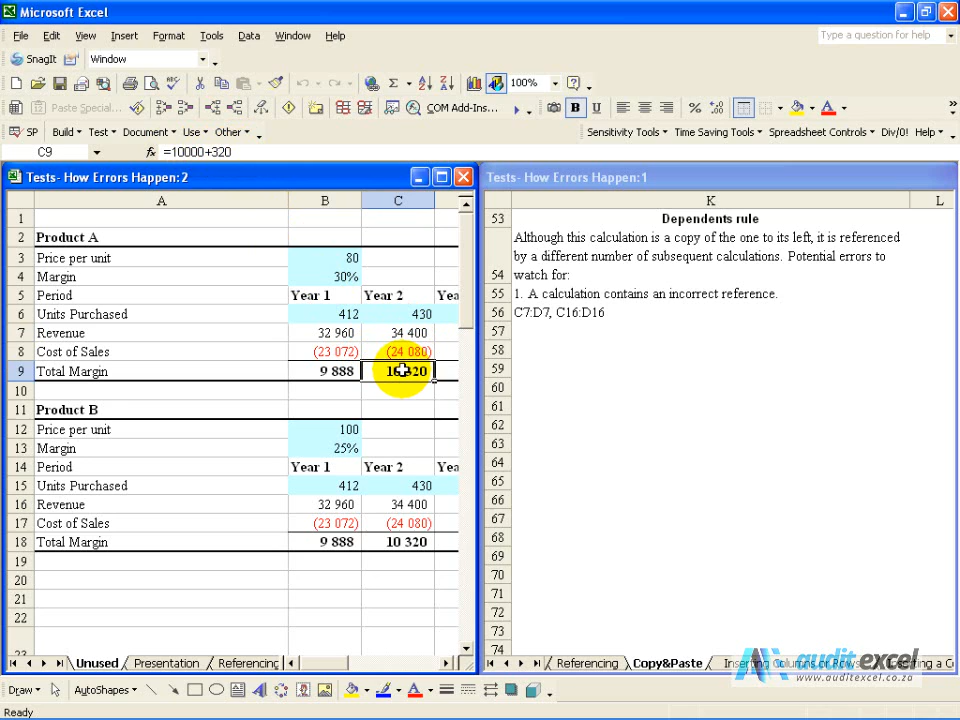 Microsoft Excel
File Edit View Insert Format Tools Data Window Help Type a question for help
SnagIt Window
100%
Paste Special... COM Add-Ins... B U %
SP Build Test Document Use Other Sensitivity Tools Time Saving Tools Spreadsheet Controls Div/0! Help
C9 fx =10000+320
Tests- How Errors Happen:2
A B C
1
2 Product A
3 Price per unit 80
4 Margin 30%
5 Period Year 1 Year 2 Yea
6 Units Purchased 412 430
7 Revenue 32 960 34 400
8 Cost of Sales (23 072) (24 080)
9 Total Margin 9 888 10 320
10
11 Product B
12 Price per unit 100
13 Margin 25%
14 Period Year 1 Year 2 Yea
15 Units Purchased 412 430
16 Revenue 32 960 34 400
17 Cost of Sales (23 072) (24 080)
18 Total Margin 9 888 10 320
19
20
21
22
23
Unused Presentation Referencing
Tests- How Errors Happen:1
K L
53 Dependents rule
Although this calculation is a copy of the one to its left, it is referenced
by a different number of subsequent calculations. Potential errors to
54 watch for:
55 1. A calculation contains an incorrect reference.
56 C7:D7, C16:D16
57
58
59
60
61
62
63
64
65
66
67
68
69
70
71
72
73
74
Referencing Copy&Paste Inserting Columns or Rows
auditexcel
www.auditexcel.co.za
Draw AutoShapes A
Ready